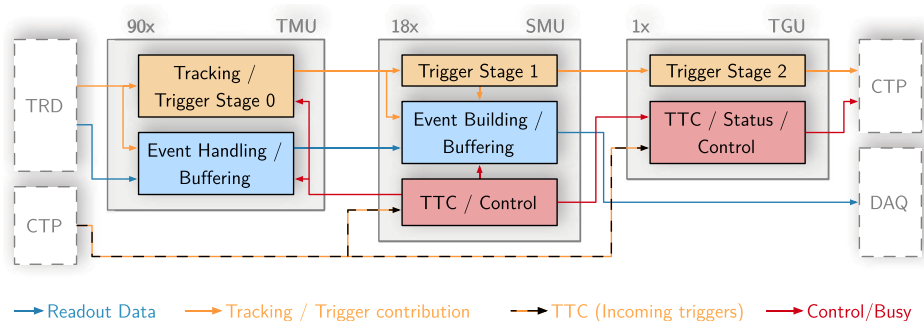 90x TMU 18x SMU 1x TGU
TRD
Tracking /
Trigger Stage 0
Event Handling /
Buffering
CTP
Trigger Stage 1
Event Building /
Buffering
TTC / Control
Trigger Stage 2
TTC / Status /
Control
CTP
DAQ
Readout Data Tracking / Trigger contribution TTC (Incoming triggers) Control/Busy